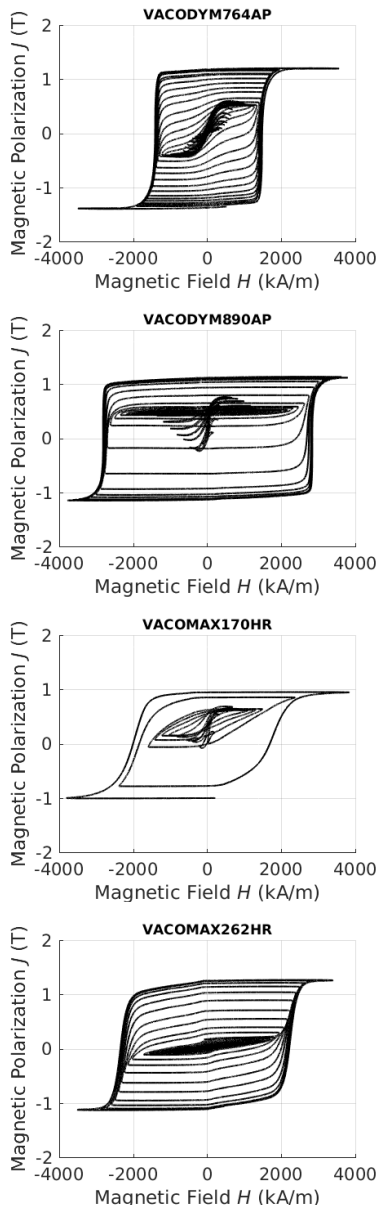 VACODYM764AP
Magnetic Polarization J (T)
2
1
0
-1
-2
-4000 -2000 0 2000 4000
Magnetic Field H (kA/m)
VACODYM890AP
Magnetic Polarization J (T)
2
1
0
-1
-2
-4000 -2000 0 2000 4000
Magnetic Field H (kA/m)
VACOMAX170HR
Magnetic Polarization J (T)
2
1
0
-1
-2
-4000 -2000 0 2000 4000
Magnetic Field H (kA/m)
VACOMAX262HR
Magnetic Polarization J (T)
2
1
0
-1
-2
-4000 -2000 0 2000 4000
Magnetic Field H (kA/m)